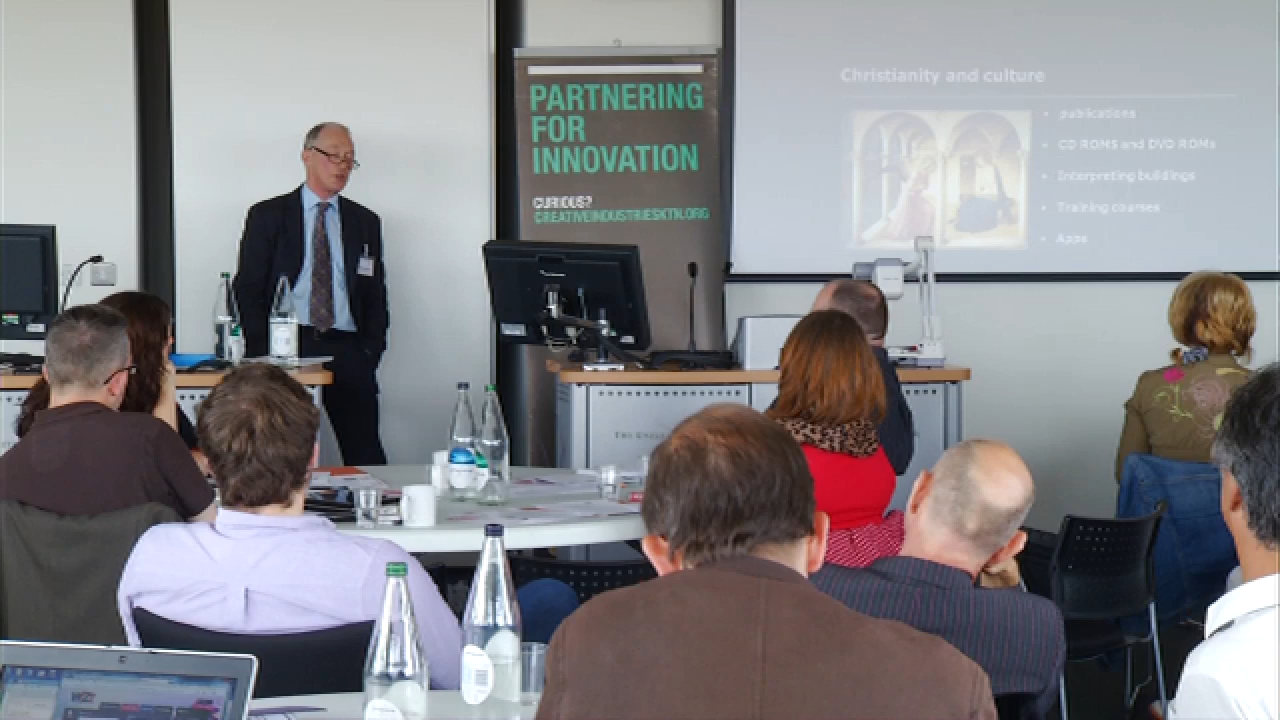 PARTNERING
FOR
INNOVATION
CURIOUS?
CREATIVEINDUSTRIESKTN.ORG
Christianity and culture
• publications
• CD ROMS and DVD ROMs
• Interpreting buildings
• Training courses
• Apps